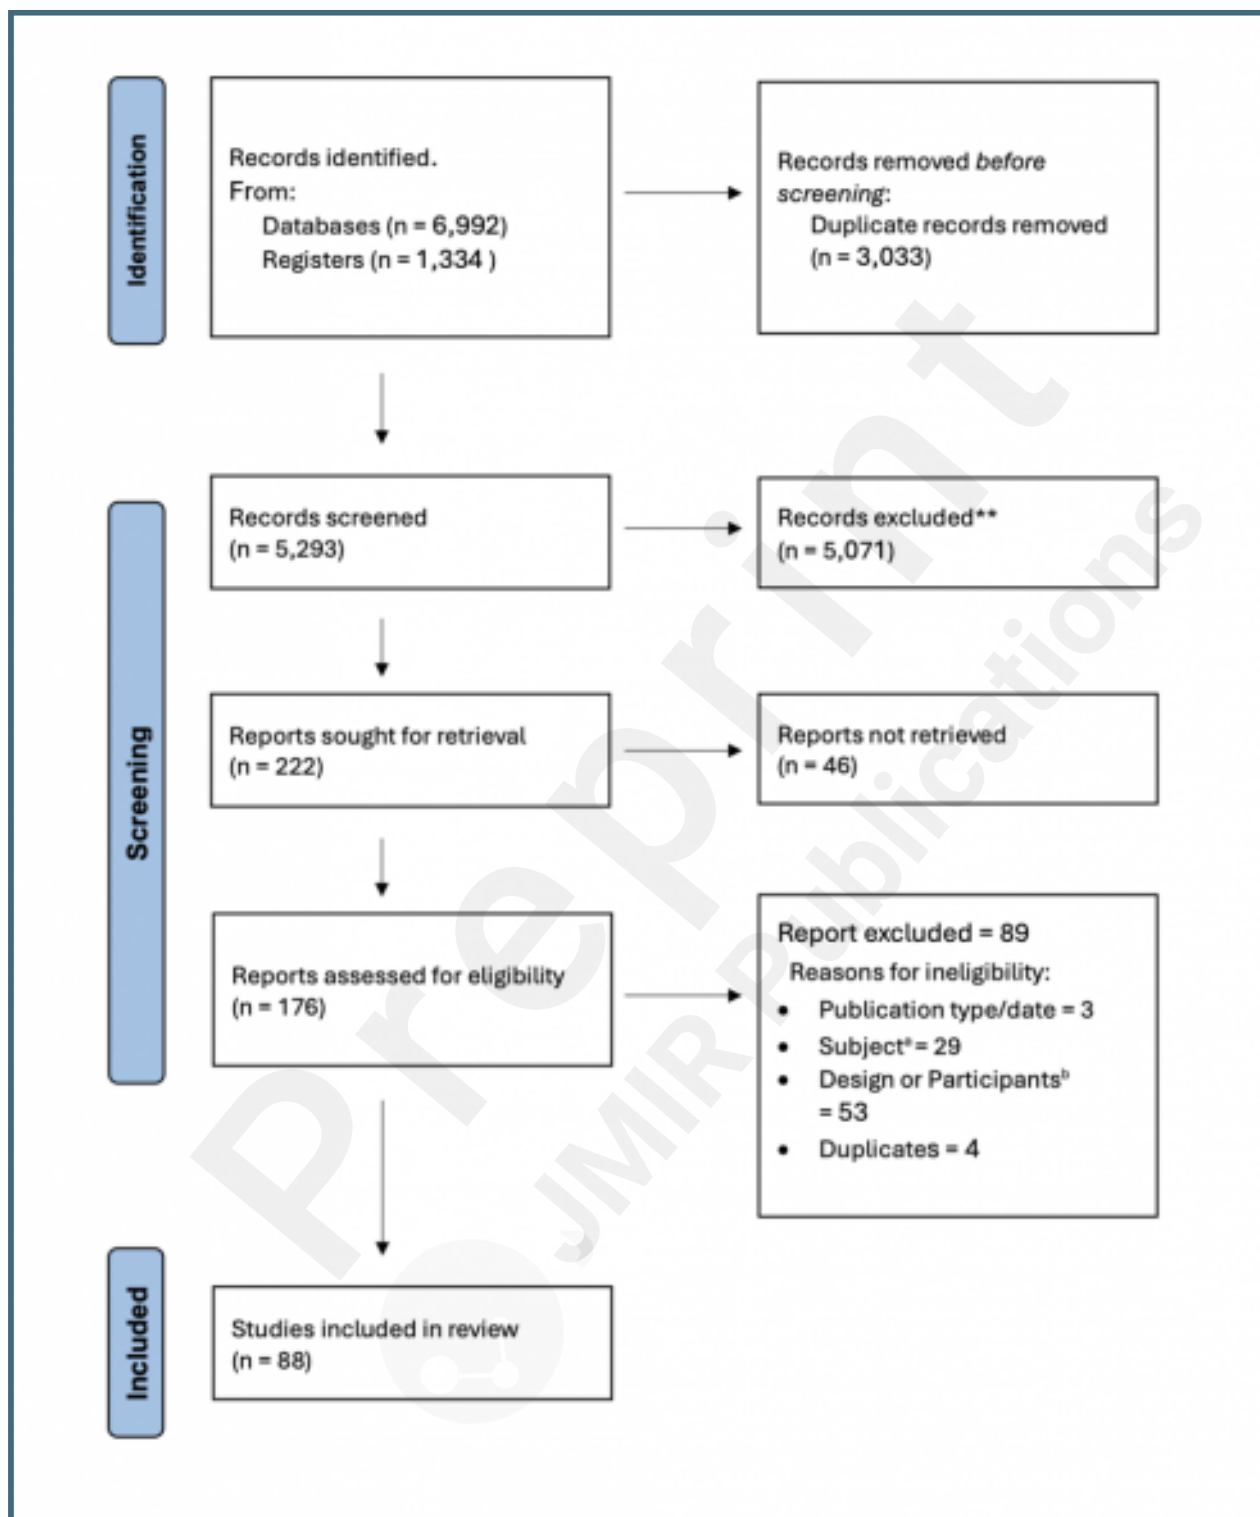 Identification
Records identified.
From:
Databases (n = 6,992)
Registers (n = 1,334 )
Records removed before
screening:
Duplicate records removed
(n = 3,033)
Screening
Records screened
(n = 5,293)
Records excluded**
(n = 5,071)
Reports sought for retrieval
(n = 222)
Reports not retrieved
(n = 46)
Reports assessed for eligibility
(n = 176)
Report excluded = 89
Reasons for ineligibility:
• Publication type/date = 3
• Subjectᵃ = 29
• Design or Participantsᵇ
= 53
• Duplicates = 4
Included
Studies included in review
(n = 88)
Preprint
JMIR Publications